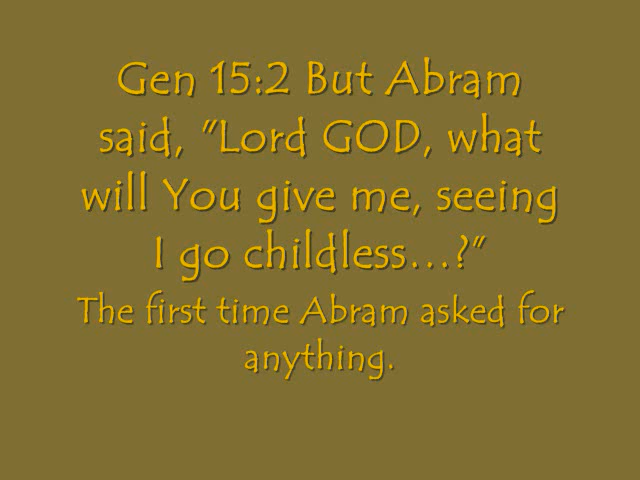 Gen 15:2 But Abram
said, "Lord GOD, what
will You give me, seeing
I go childless...?"
The first time Abram asked for
anything.